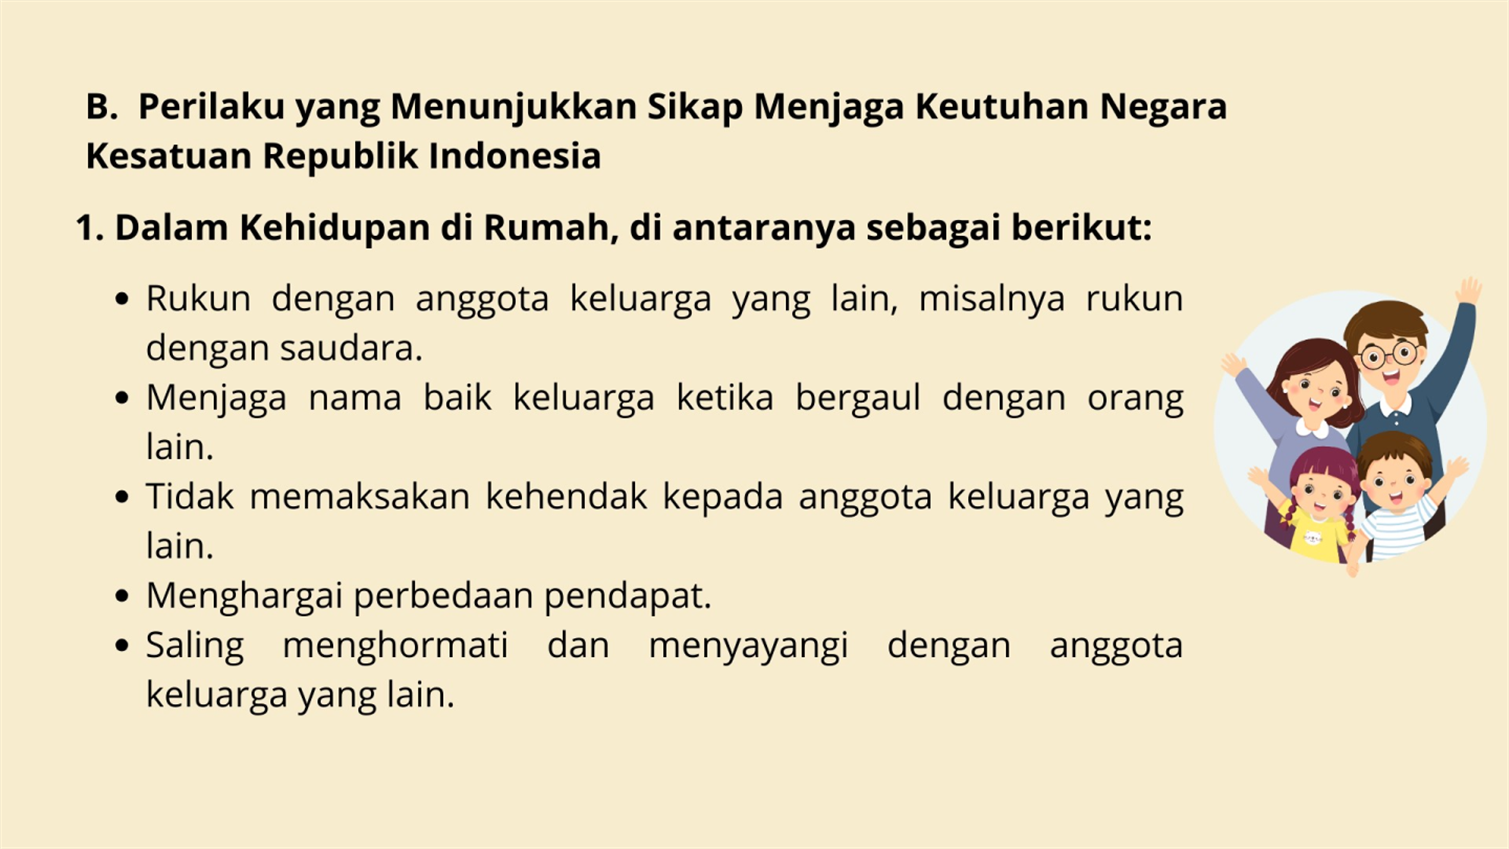 B. Perilaku yang Menunjukkan Sikap Menjaga Keutuhan Negara
Kesatuan Republik Indonesia
1. Dalam Kehidupan di Rumah, di antaranya sebagai berikut:
• Rukun dengan anggota keluarga yang lain, misalnya rukun
dengan saudara.
• Menjaga nama baik keluarga ketika bergaul dengan orang
lain.
• Tidak memaksakan kehendak kepada anggota keluarga yang
lain.
• Menghargai perbedaan pendapat.
• Saling menghormati dan menyayangi dengan anggota
keluarga yang lain.